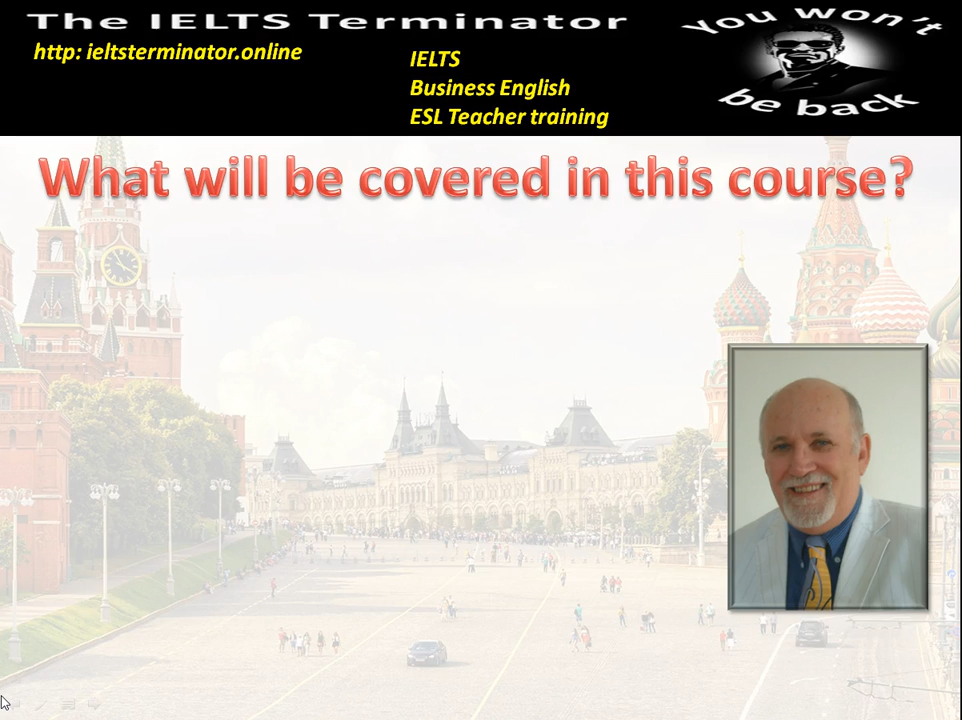 The IELTS Terminator
You won't
be back
http: ieltsterminator.online
IELTS
Business English
ESL Teacher training
What will be covered in this course?